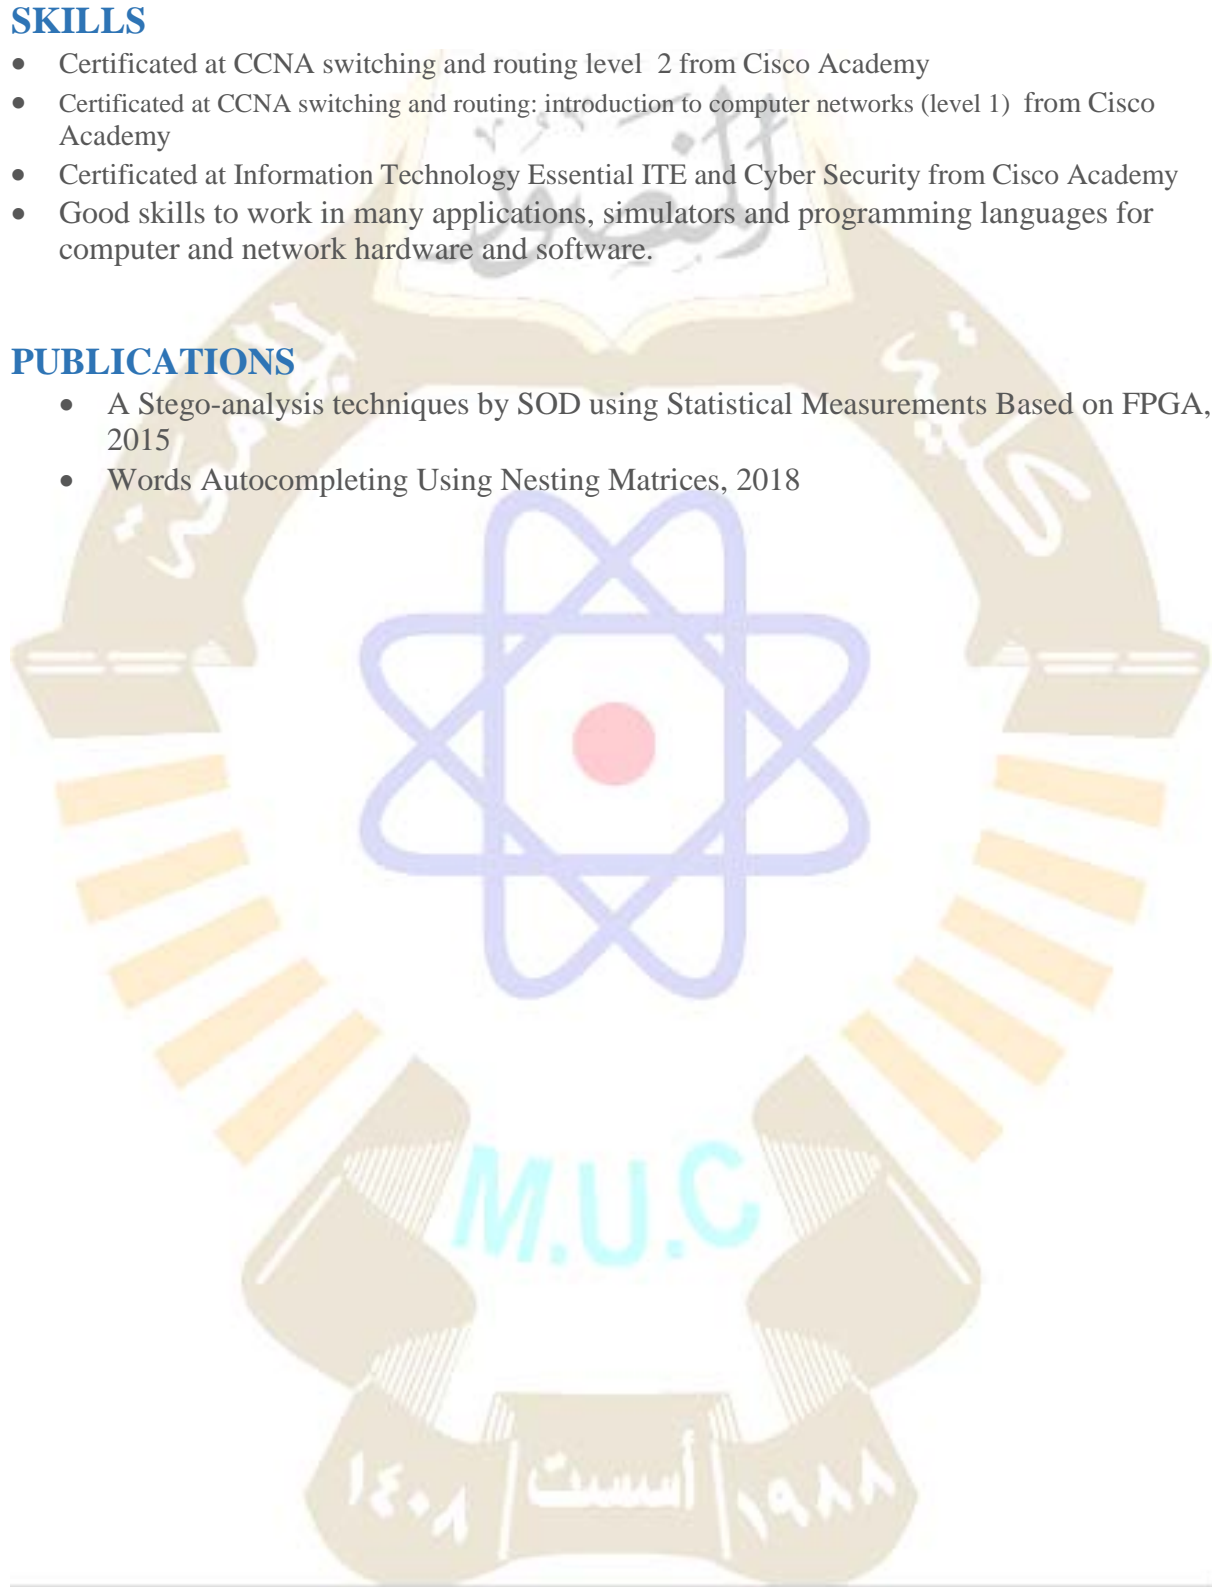 SKILLS
• Certificated at CCNA switching and routing level 2 from Cisco Academy
• Certificated at CCNA switching and routing: introduction to computer networks (level 1) from Cisco
Academy
• Certificated at Information Technology Essential ITE and Cyber Security from Cisco Academy
• Good skills to work in many applications, simulators and programming languages for
computer and network hardware and software.
PUBLICATIONS
• A Stego-analysis techniques by SOD using Statistical Measurements Based on FPGA,
2015
• Words Autocompleting Using Nesting Matrices, 2018
كلية
المنصور
الجامعة
M.U.C
١٩٨٨ أسست ١٤٠٨